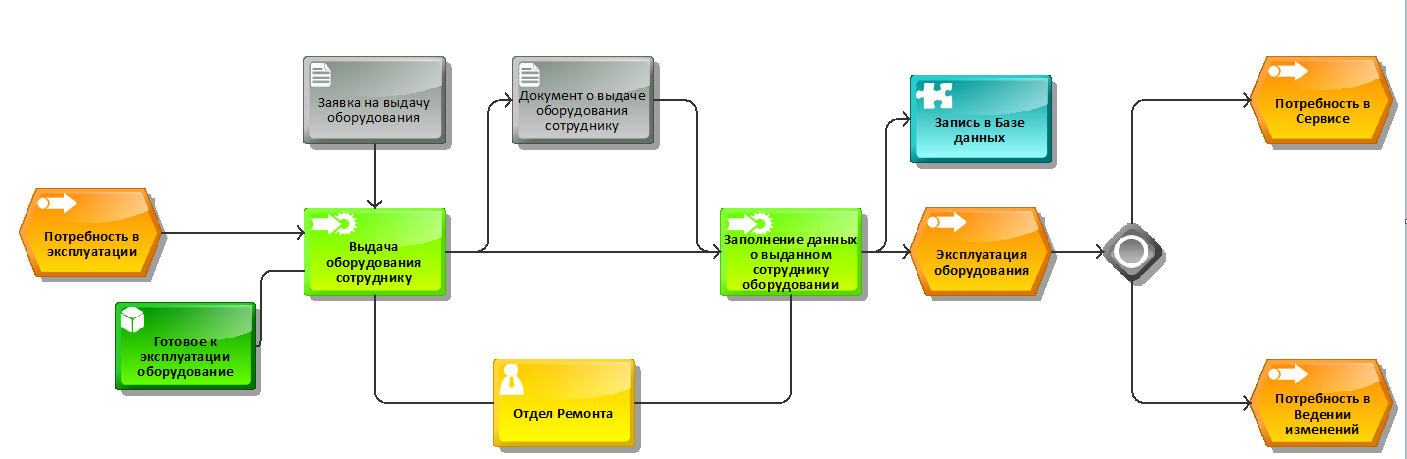 Заявка на выдачу
оборудования
Документ о выдаче
оборудования
сотруднику
Запись в Базе
данных
Потребность в
Сервисе
Потребность в
эксплуатации
Выдача
оборудования
сотруднику
Заполнение данных
о выданном
сотруднику
оборудовании
Эксплуатация
оборудования
Готовое к
эксплуатации
оборудование
Отдел Ремонта
Потребность в
Ведении
изменений